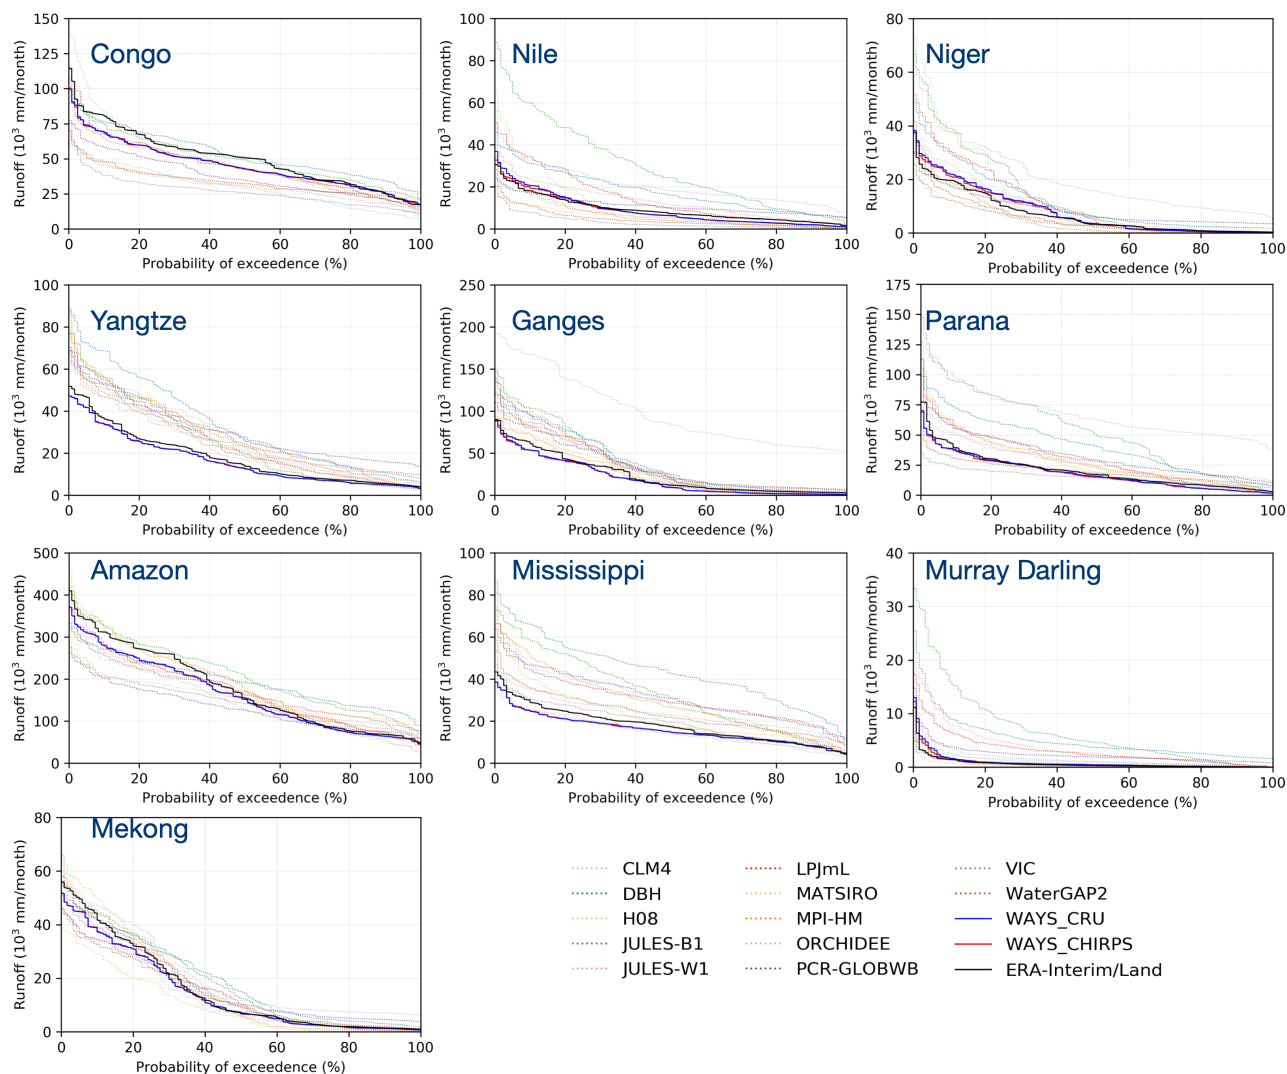 Congo
150
125
100
75
50
25
0
0 20 40 60 80 100
Runoff (10³ mm/month)
Probability of exceedence (%)
Nile
100
80
60
40
20
0
0 20 40 60 80 100
Runoff (10³ mm/month)
Probability of exceedence (%)
Niger
80
60
40
20
0
0 20 40 60 80 100
Runoff (10³ mm/month)
Probability of exceedence (%)
Yangtze
100
80
60
40
20
0
0 20 40 60 80 100
Runoff (10³ mm/month)
Probability of exceedence (%)
Ganges
250
200
150
100
50
0
0 20 40 60 80 100
Runoff (10³ mm/month)
Probability of exceedence (%)
Parana
175
150
125
100
75
50
25
0
0 20 40 60 80 100
Runoff (10³ mm/month)
Probability of exceedence (%)
Amazon
500
400
300
200
100
0
0 20 40 60 80 100
Runoff (10³ mm/month)
Probability of exceedence (%)
Mississippi
100
80
60
40
20
0
0 20 40 60 80 100
Runoff (10³ mm/month)
Probability of exceedence (%)
Murray Darling
40
30
20
10
0
0 20 40 60 80 100
Runoff (10³ mm/month)
Probability of exceedence (%)
Mekong
80
60
40
20
0
0 20 40 60 80 100
Runoff (10³ mm/month)
Probability of exceedence (%)
CLM4
DBH
H08
JULES-B1
JULES-W1
LPJmL
MATSIRO
MPI-HM
ORCHIDEE
PCR-GLOBWB
VIC
WaterGAP2
WAYS_CRU
WAYS_CHIRPS
ERA-Interim/Land